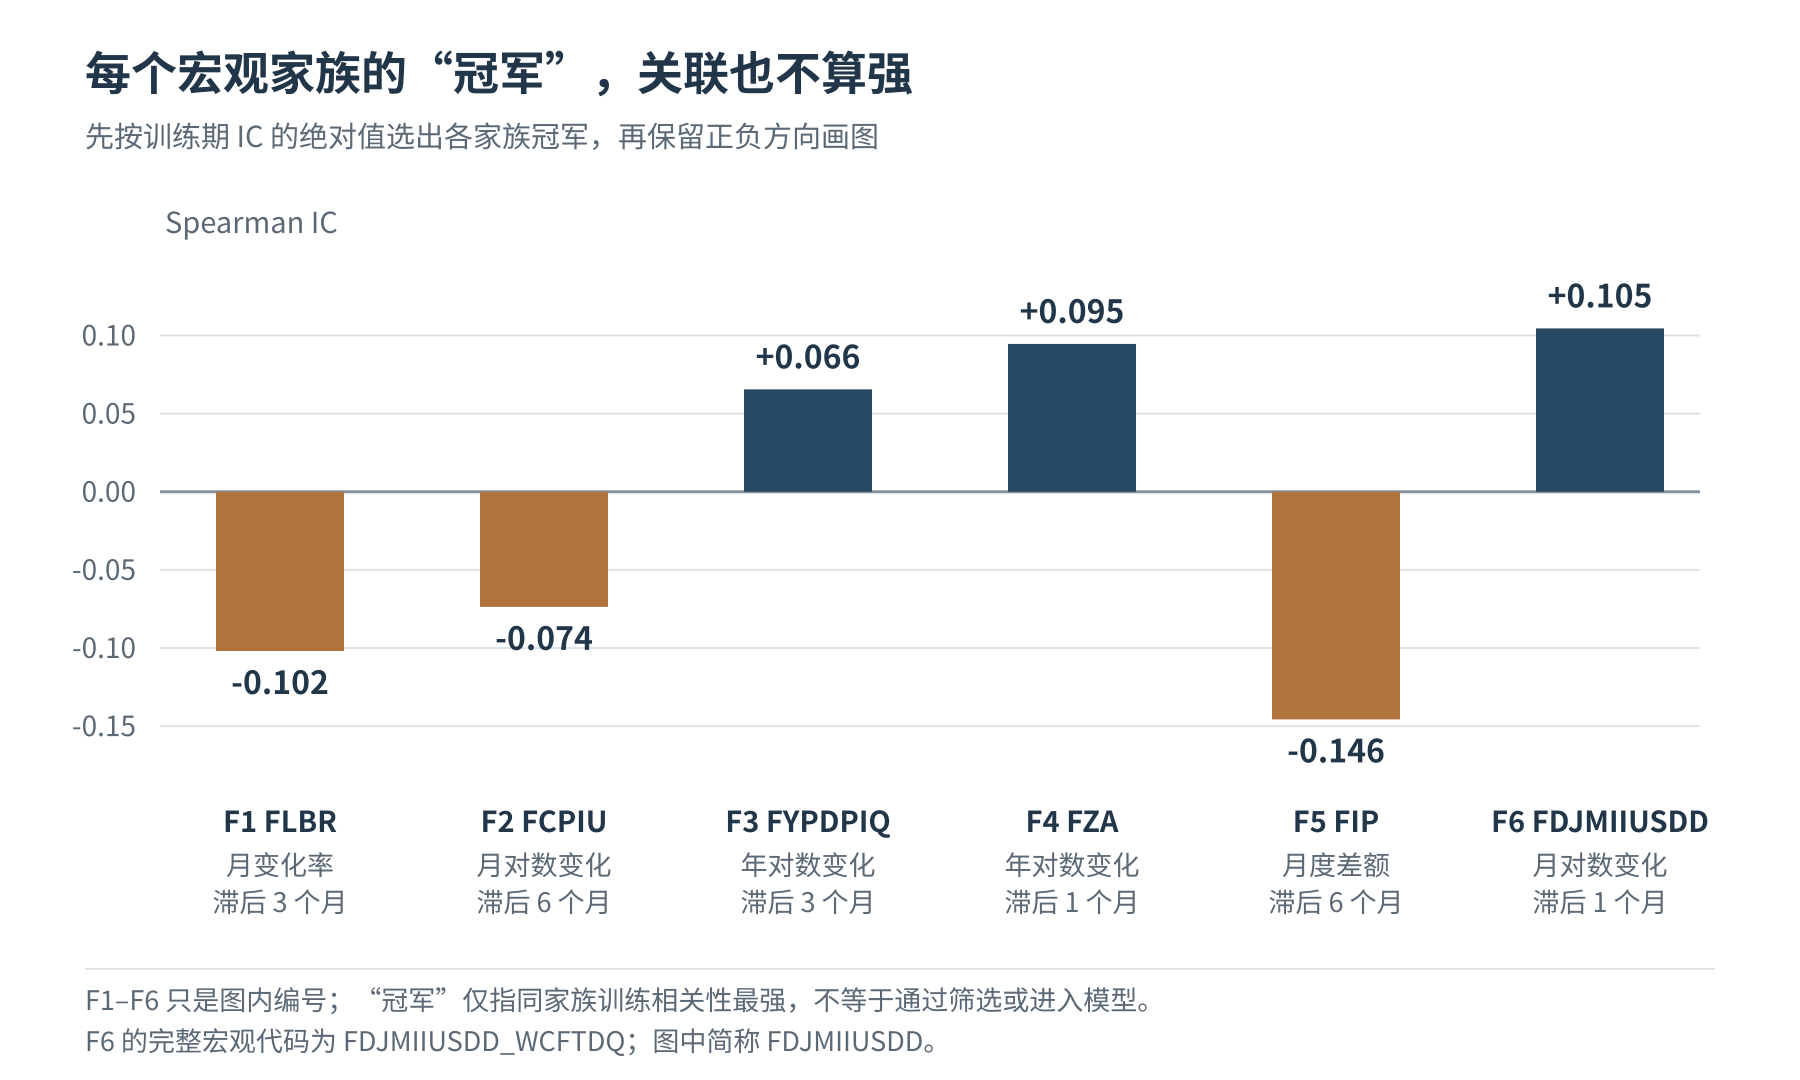 每个宏观家族的“冠军”，关联也不算强
先按训练期 IC 的绝对值选出各家族冠军，再保留正负方向画图
Spearman IC
0.10
0.05
0.00
-0.05
-0.10
-0.15
-0.102
-0.074
+0.066
+0.095
-0.146
+0.105
F1 FLBR
月变化率
滞后 3 个月
F2 FCPIU
月对数变化
滞后 6 个月
F3 FYPDPIQ
年对数变化
滞后 3 个月
F4 FZA
年对数变化
滞后 1 个月
F5 FIP
月度差额
滞后 6 个月
F6 FDJMIIUSDD
月对数变化
滞后 1 个月
F1–F6 只是图内编号；“冠军”仅指同家族训练相关性最强，不等于通过筛选或进入模型。
F6 的完整宏观代码为 FDJMIIUSDD_WCFTDQ；图中简称 FDJMIIUSDD。